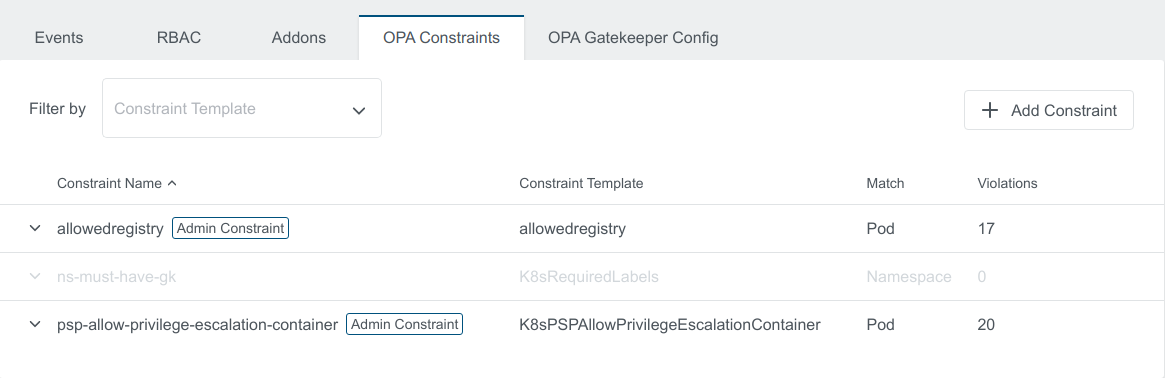 Events RBAC Addons OPA Constraints OPA Gatekeeper Config
Filter by Constraint Template Add Constraint
Constraint Name Constraint Template Match Violations
allowedregistry Admin Constraint allowedregistry Pod 17
ns-must-have-gk K8sRequiredLabels Namespace 0
psp-allow-privilege-escalation-container Admin Constraint K8sPSPAllowPrivilegeEscalationContainer Pod 20